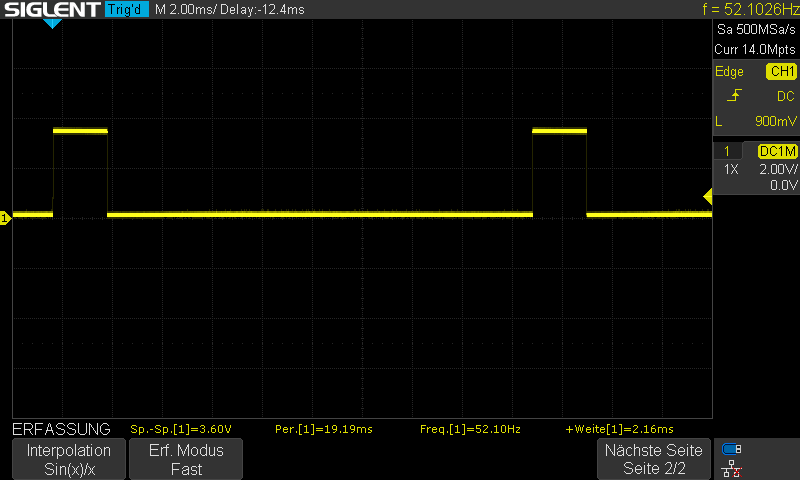 SIGLENT Trig'd M 2.00ms/ Delay:-12.4ms f = 52.1026Hz
Sa 500MSa/s
Curr 14.0Mpts
Edge CH1
DC
L 900mV
1 DC1M
1X 2.00V/
0.0V
1
ERFASSUNG Sp.-Sp.[1]=3.60V Per.[1]=19.19ms Freq.[1]=52.10Hz +Weite[1]=2.16ms
Interpolation
Sin(x)/x
Erf. Modus
Fast
Nächste Seite
Seite 2/2